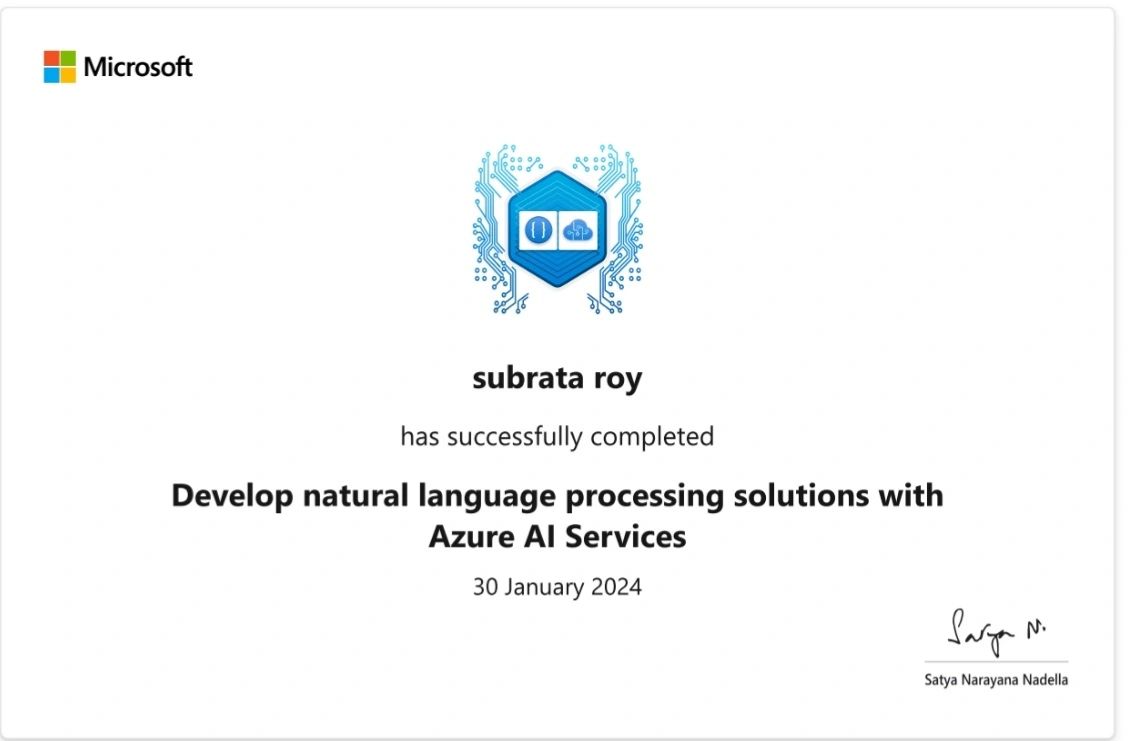 Microsoft
{}
subrata roy
has successfully completed
Develop natural language processing solutions with
Azure AI Services
30 January 2024
Satya N.
Satya Narayana Nadella